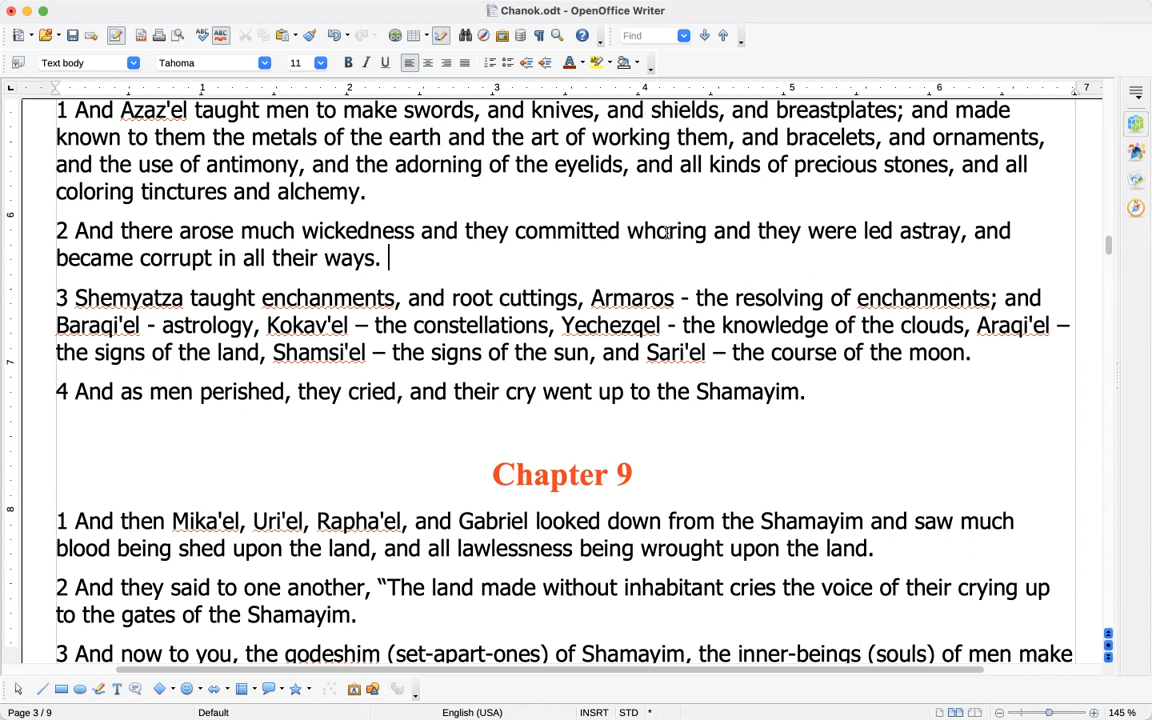 Chanok.odt - OpenOffice Writer
Find
Text body
Tahoma
11
1 2 3 4 5 6 7
1 And Azaz'el taught men to make swords, and knives, and shields, and breastplates; and made
known to them the metals of the earth and the art of working them, and bracelets, and ornaments,
and the use of antimony, and the adorning of the eyelids, and all kinds of precious stones, and all
coloring tinctures and alchemy.
2 And there arose much wickedness and they committed whoring and they were led astray, and
became corrupt in all their ways.
3 Shemyatza taught enchanments, and root cuttings, Armaros - the resolving of enchanments; and
Baraqi'el - astrology, Kokav'el – the constellations, Yechezqel - the knowledge of the clouds, Araqi'el –
the signs of the land, Shamsi'el – the signs of the sun, and Sari'el – the course of the moon.
4 And as men perished, they cried, and their cry went up to the Shamayim.
Chapter 9
1 And then Mika'el, Uri'el, Rapha'el, and Gabriel looked down from the Shamayim and saw much
blood being shed upon the land, and all lawlessness being wrought upon the land.
2 And they said to one another, “The land made without inhabitant cries the voice of their crying up
to the gates of the Shamayim.
3 And now to you, the qodeshim (set-apart-ones) of Shamayim, the inner-beings (souls) of men make
6
7
8
Page 3 / 9
Default
English (USA)
INSRT
STD
*
145 %